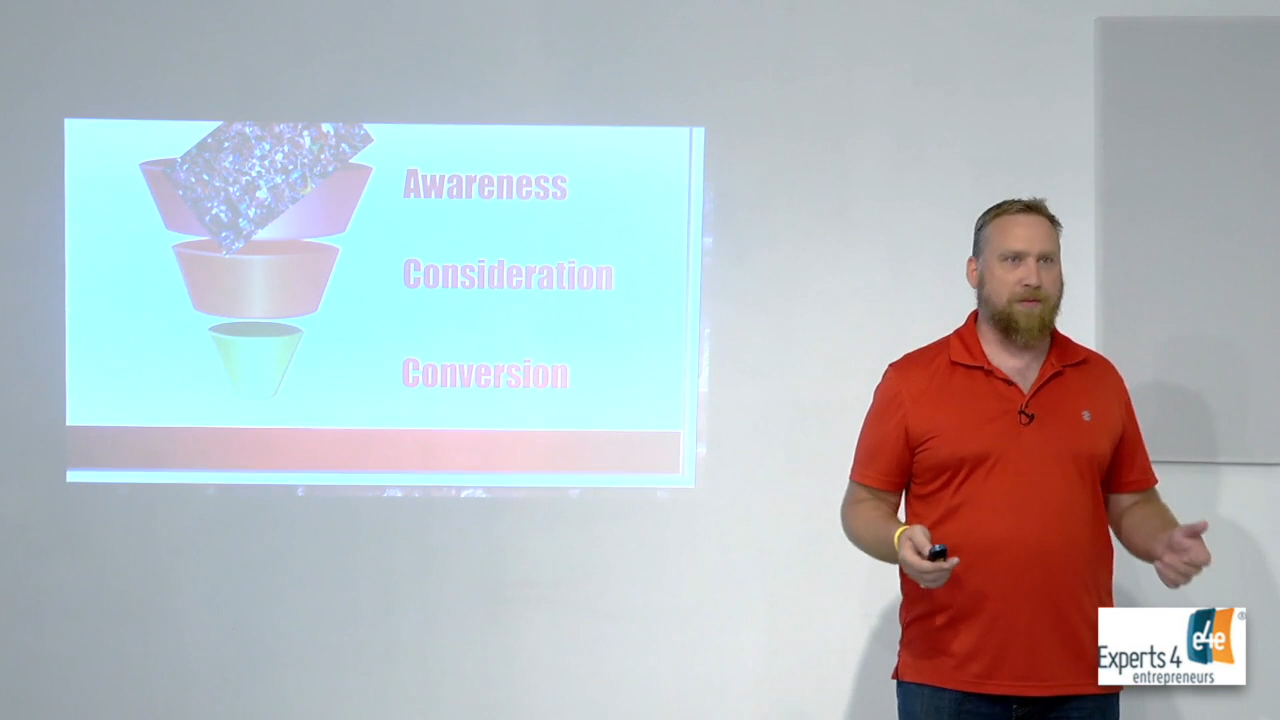 Awareness
Consideration
Conversion
e4e
®
Experts 4
entrepreneurs